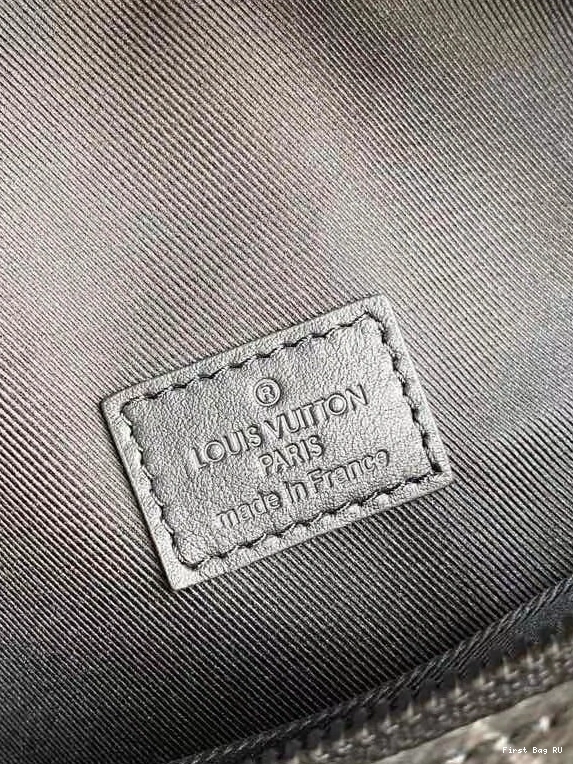 ®
LOUIS VUITTON
PARIS
made in France
First Bag RU